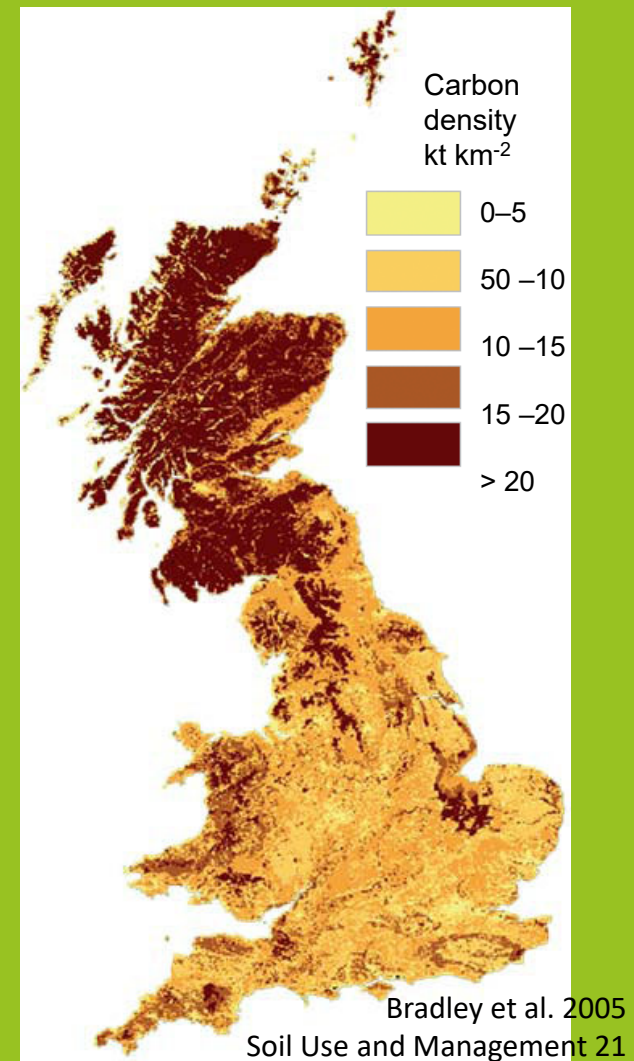 Carbon
density
kt km-2
0–5
50 –10
10 –15
15 –20
> 20
Bradley et al. 2005
Soil Use and Management 21